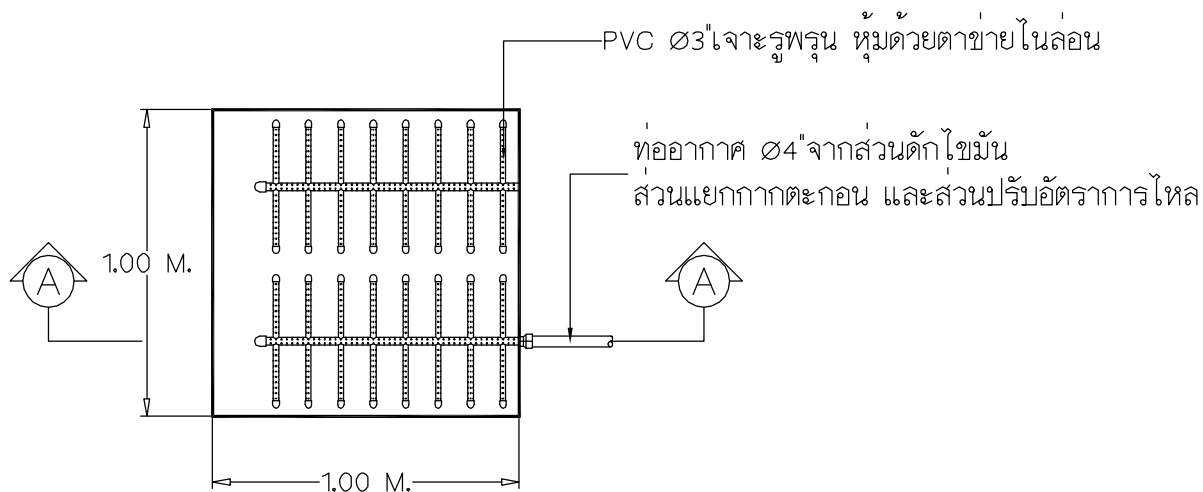 PVC Ø3"เจาะรูพรุน หุ้มด้วยตาข่ายไนล่อน
ท่ออากาศ Ø4"จากส่วนดักไขมัน
ส่วนแยกกากตะกอน และส่วนปรับอัตราการไหล
1.00 M.
A
A
1.00 M.